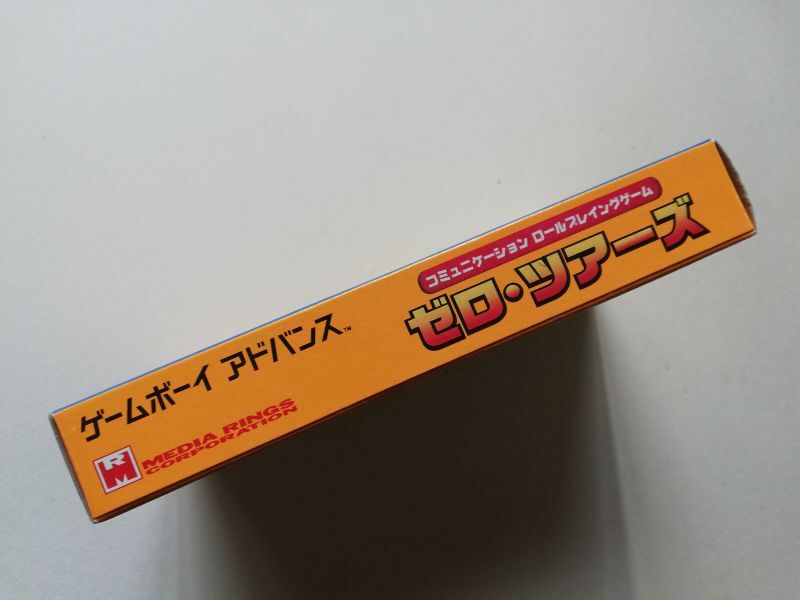 ゲームボーイ アドバンス™
RM
MEDIA RINGS
CORPORATION
コミュニケーション ロールプレイングゲーム
ゼロ・ツアーズ